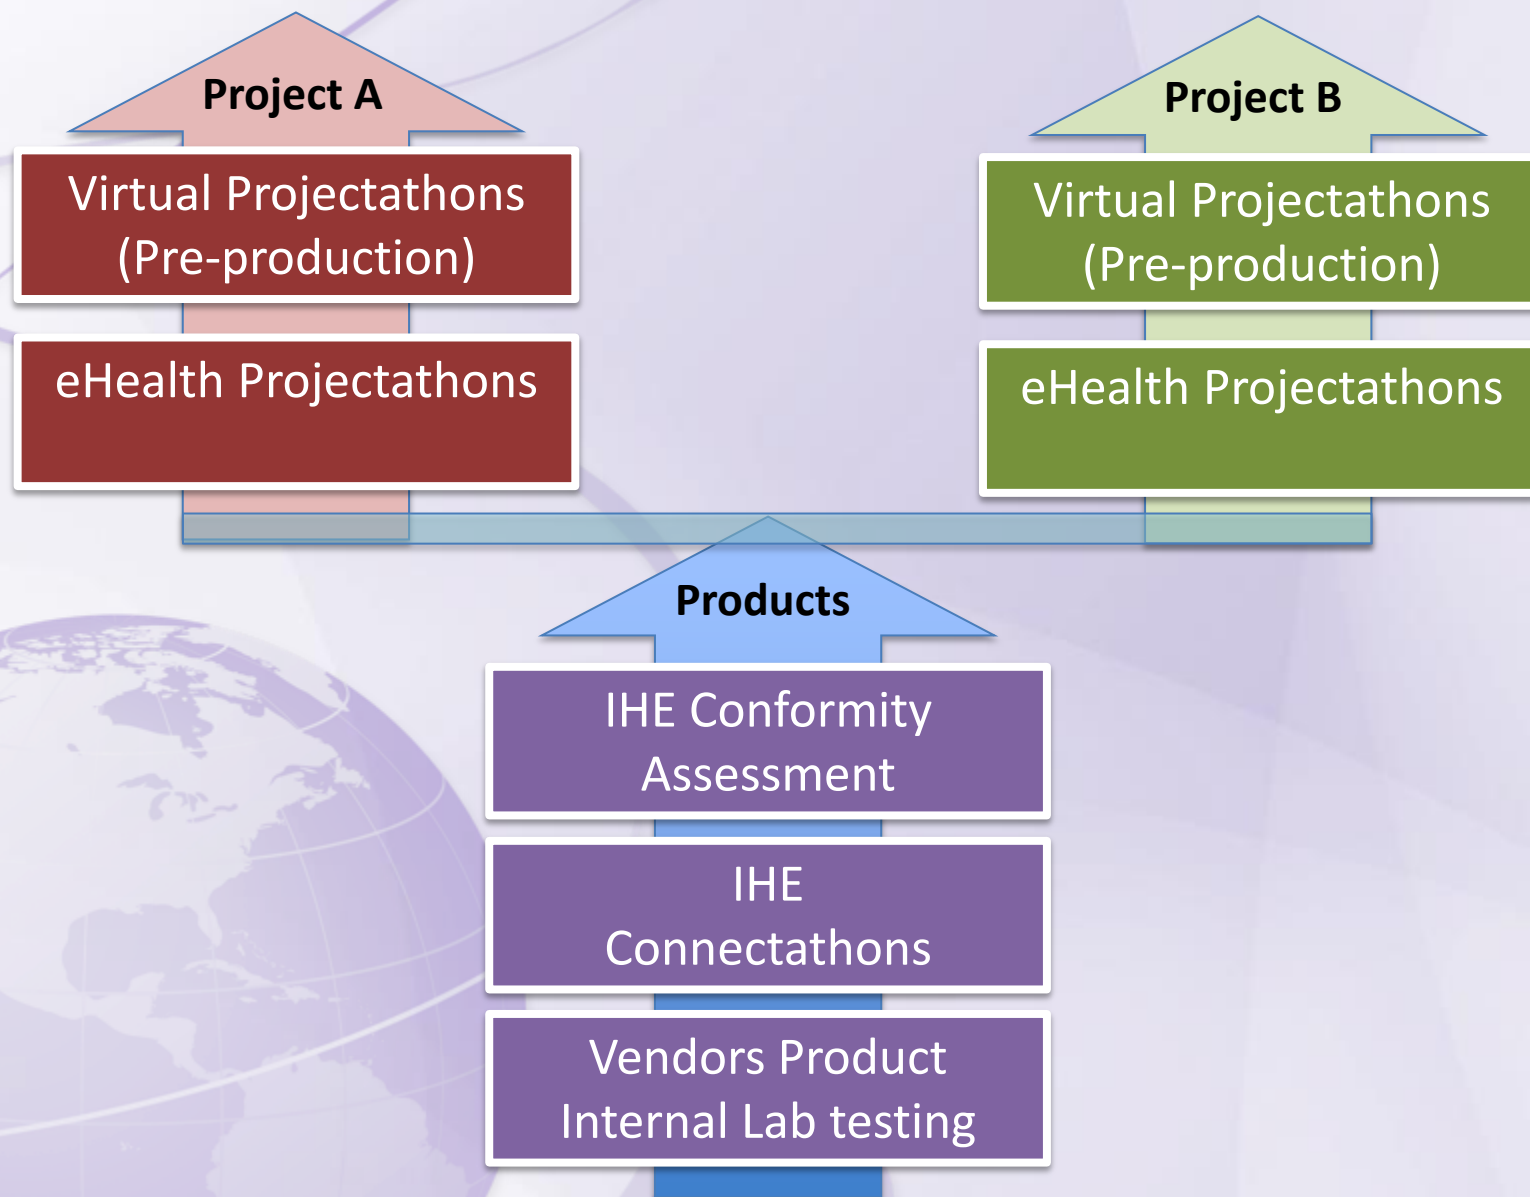 Project A
Virtual Projectathons
(Pre-production)
eHealth Projectathons
Project B
Virtual Projectathons
(Pre-production)
eHealth Projectathons
Products
IHE Conformity
Assessment
IHE
Connectathons
Vendors Product
Internal Lab testing